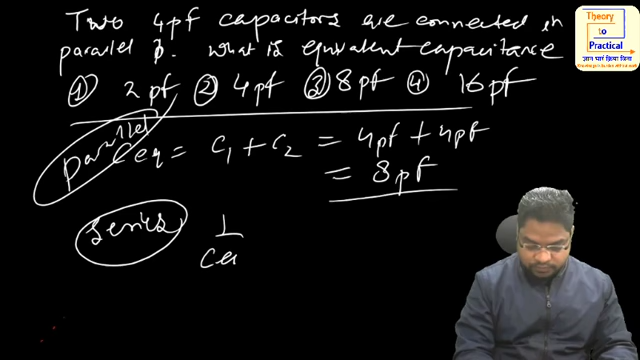 Two 4pf capacitors are connected in
parallel . what is equivalent capacitance
① 2pf ② 4pf ③ 8pf ④ 16pf
parallel Ceq = C1 + C2 = 4pf + 4pf
= 8pf
series 1
Ceq
Theory
to
Practical
ज्ञान भारं क्रिया बिना